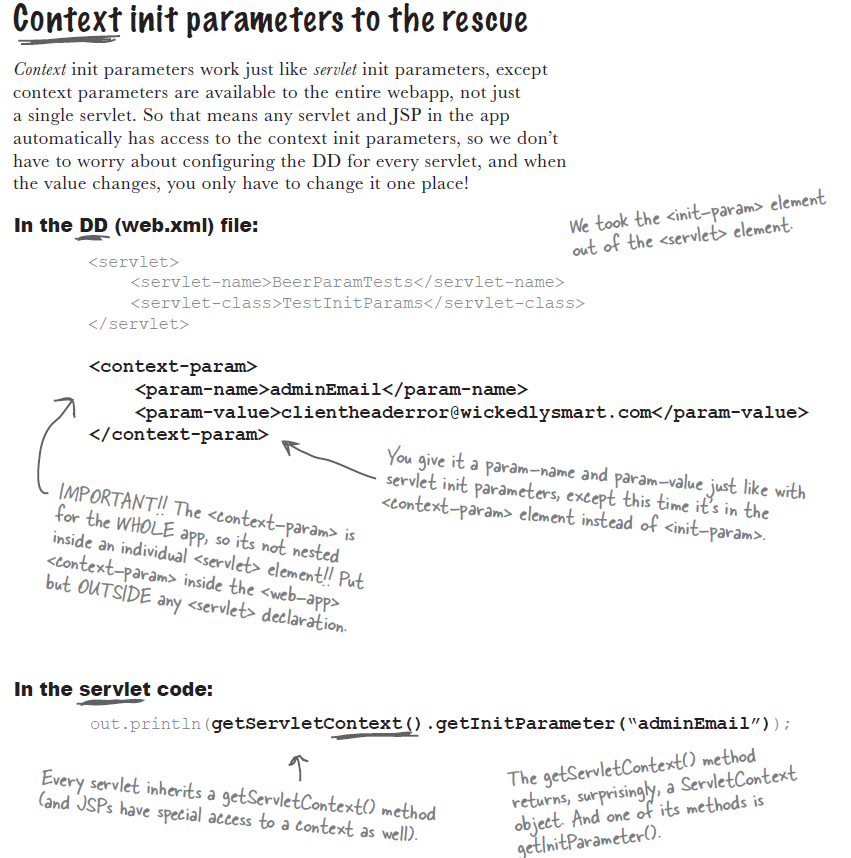 Context init parameters to the rescue
Context init parameters work just like servlet init parameters, except
context parameters are available to the entire webapp, not just
a single servlet. So that means any servlet and JSP in the app
automatically has access to the context init parameters, so we don’t
have to worry about configuring the DD for every servlet, and when
the value changes, you only have to change it one place!
In the DD (web.xml) file:
We took the <init-param> element
out of the <servlet> element.
<servlet>
<servlet-name>BeerParamTests</servlet-name>
<servlet-class>TestInitParams</servlet-class>
</servlet>
<context-param>
<param-name>adminEmail</param-name>
<param-value>clientheaderror@wickedlysmart.com</param-value>
</context-param>
You give it a param-name and param-value just like with
servlet init parameters, except this time it's in the
<context-param> element instead of <init-param>.
IMPORTANT!! The <context-param> is
for the WHOLE app, so its not nested
inside an individual <servlet> element!! Put
<context-param> inside the <web-app>
but OUTSIDE any <servlet> declaration.
In the servlet code:
out.println(getServletContext().getInitParameter(“adminEmail”));
Every servlet inherits a getServletContext() method
(and JSPs have special access to a context as well).
The getServletContext() method
returns, surprisingly, a ServletContext
object. And one of its methods is
getInitParameter().